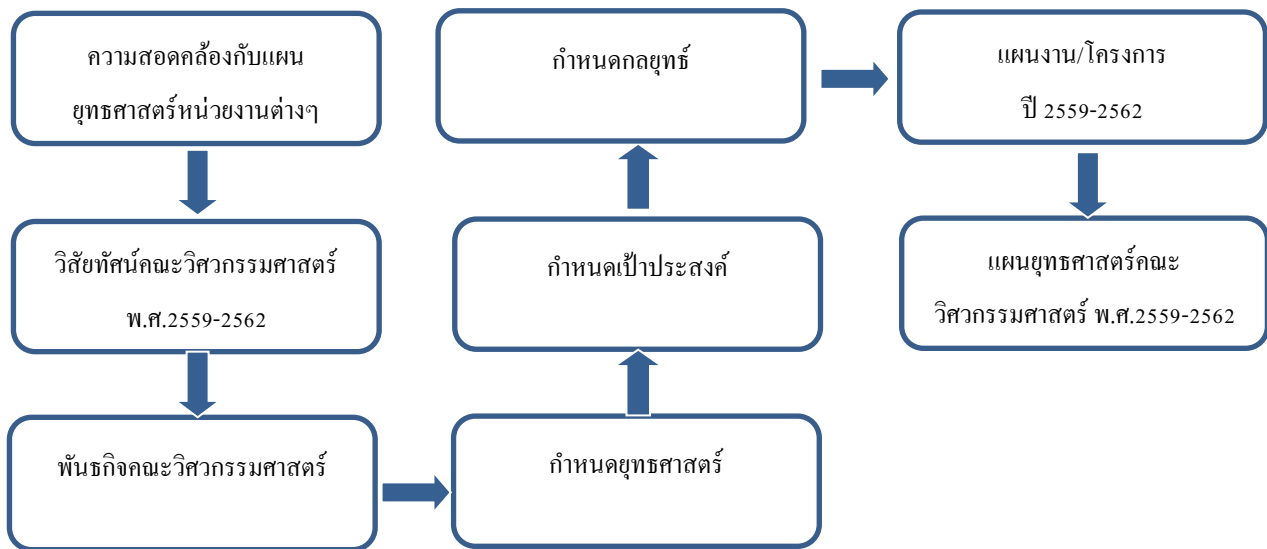 ความสอดคล้องกับแผน
ยุทธศาสตร์หน่วยงานต่างๆ
วิสัยทัศน์คณะวิศวกรรมศาสตร์
พ.ศ.2559-2562
พันธกิจคณะวิศวกรรมศาสตร์
กำหนดยุทธศาสตร์
กำหนดเป้าประสงค์
กำหนดกลยุทธ์
แผนงาน/โครงการ
ปี 2559-2562
แผนยุทธศาสตร์คณะ
วิศวกรรมศาสตร์ พ.ศ.2559-2562